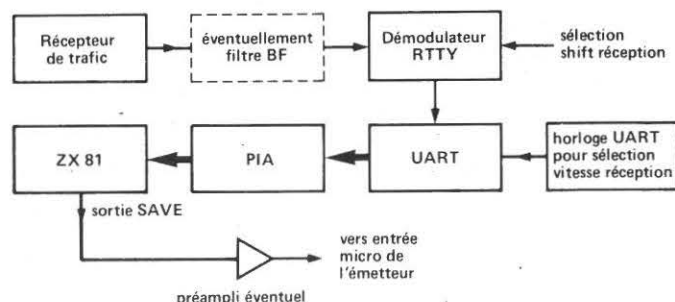 Récepteur
de trafic
éventuellement
filtre BF
Démodulateur
RTTY
sélection
shift réception
ZX 81
PIA
UART
horloge UART
pour sélection
vitesse réception
sortie SAVE
vers entrée
micro de
l'émetteur
préampli éventuel